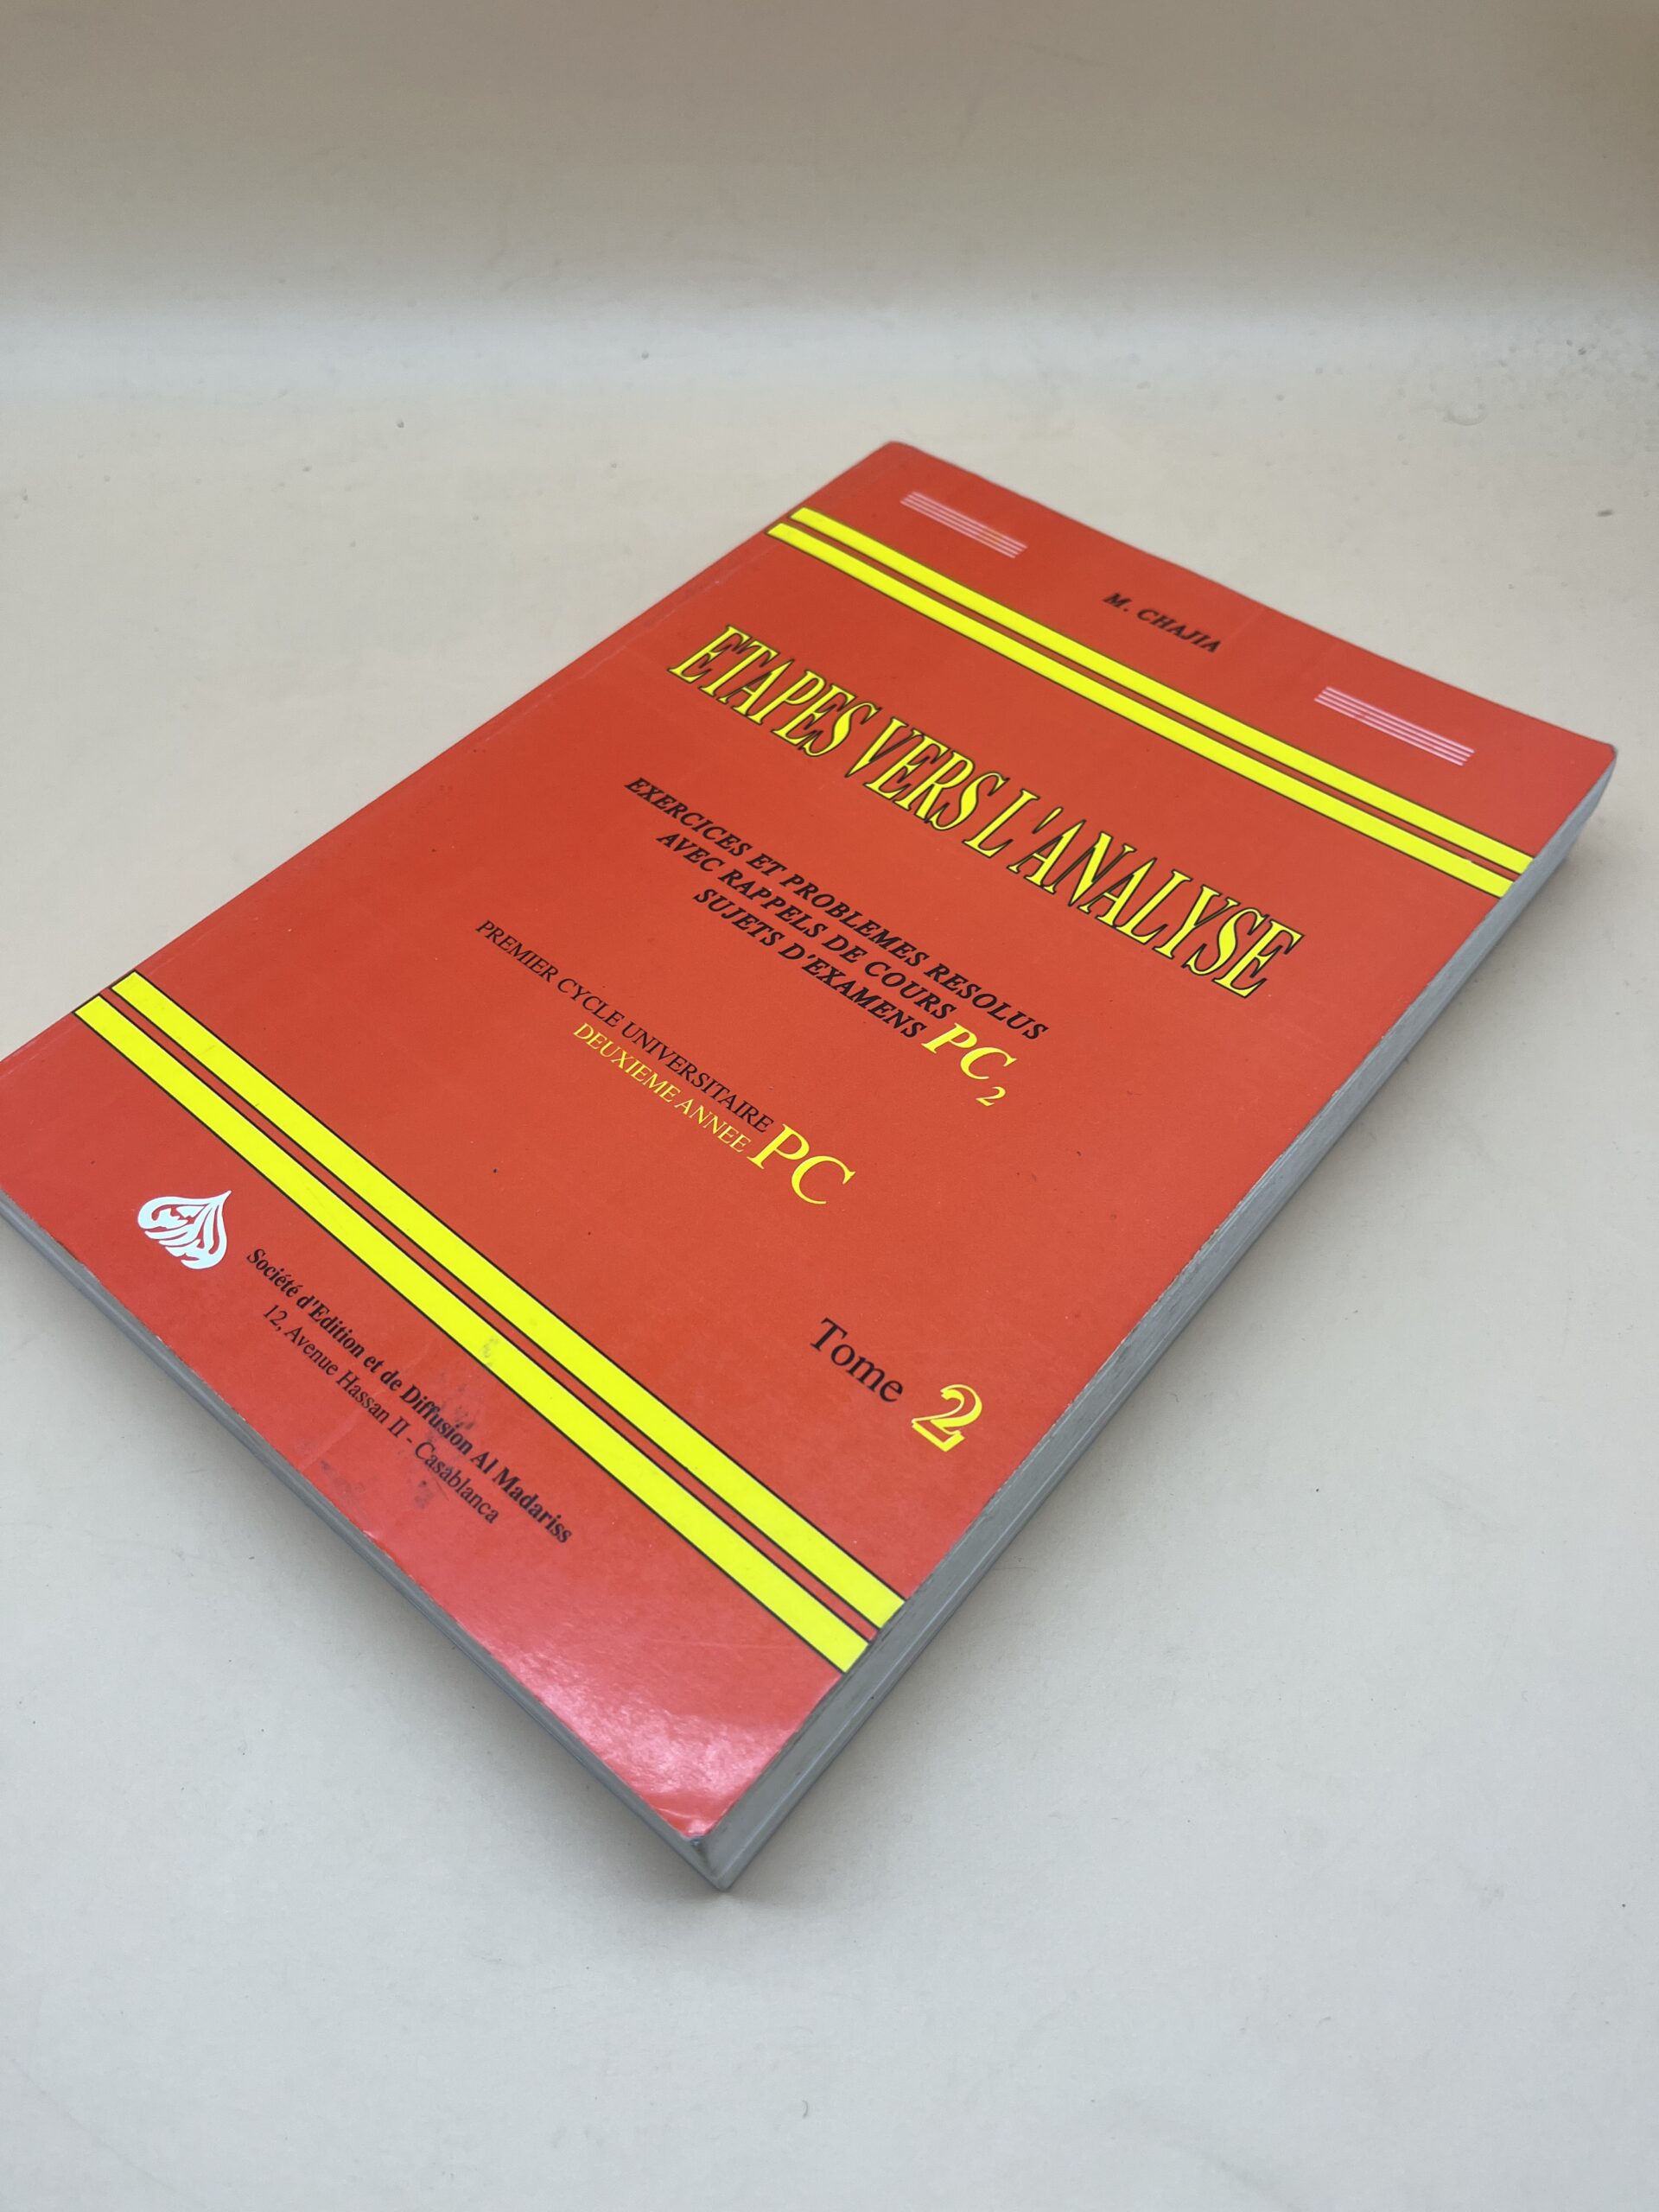 M. CHAJIA
ETAPES VERS L'ANALYSE
EXERCICES ET PROBLEMES RESOLUS
AVEC RAPPELS DE COURS
SUJETS D'EXAMENS PC2
PREMIER CYCLE UNIVERSITAIRE
DEUXIEME ANNEE PC
Tome 2
المدارس
Société d'Edition et de Diffusion Al Madariss
12, Avenue Hassan II - Casablanca